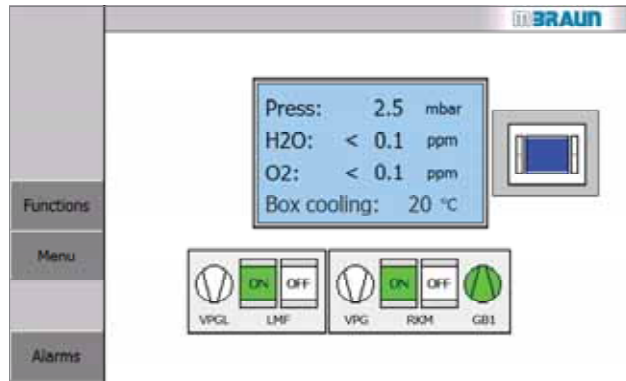 mBRAUN
Press: 2.5 mbar
H2O: < 0.1 ppm
O2: < 0.1 ppm
Box cooling: 20 °C
Functions
Menu
Alarms
ON OFF
VPGL LMF
ON OFF
VPG RKM GB1